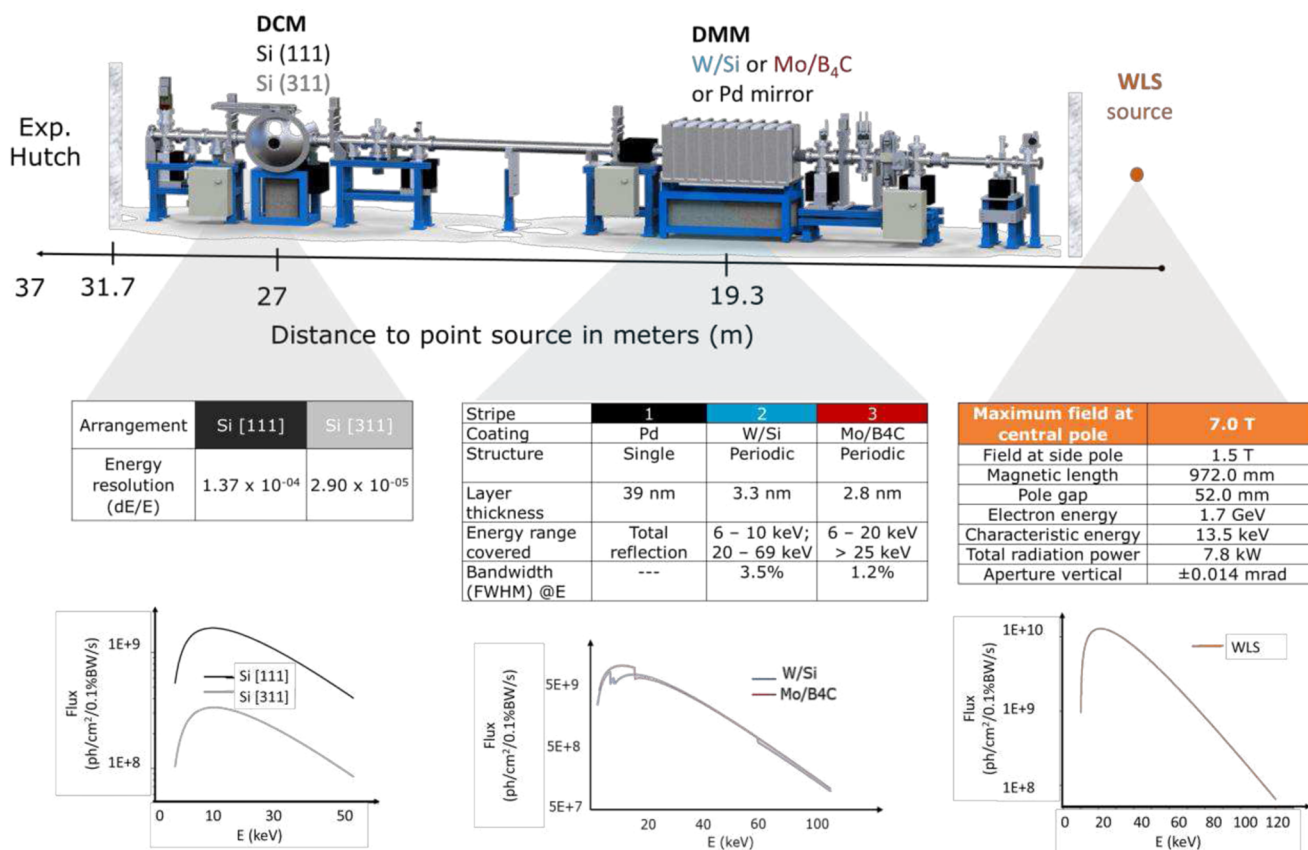 DCM
Si (111)
Si (311)
DMM
W/Si or Mo/B₄C
or Pd mirror
WLS
source
Exp.
Hutch
37 31.7 27 19.3
Distance to point source in meters (m)
Arrangement Si [111] Si [311]
Energy
resolution
(dE/E)
1.37 x 10⁻⁰⁴ 2.90 x 10⁻⁰⁵
Stripe 1 2 3
Coating Pd W/Si Mo/B4C
Structure Single Periodic Periodic
Layer
thickness
39 nm 3.3 nm 2.8 nm
Energy range
covered
Total
reflection
6 – 10 keV;
20 – 69 keV
6 – 20 keV
> 25 keV
Bandwidth
(FWHM) @E
--- 3.5% 1.2%
Maximum field at
central pole
7.0 T
Field at side pole 1.5 T
Magnetic length 972.0 mm
Pole gap 52.0 mm
Electron energy 1.7 GeV
Characteristic energy 13.5 keV
Total radiation power 7.8 kW
Aperture vertical ±0.014 mrad
Flux
(ph/cm²/0.1%BW/s)
1E+9
1E+8
Si [111]
Si [311]
0 10 50
E (keV)
Flux
(ph/cm²/0.1%BW/s)
5E+9
5E+8
5E+7
W/Si
Mo/B4C
20 60 100
E (keV)
Flux
(ph/cm²/0.1%BW/s)
1E+10
1E+9
1E+8
WLS
0 20 40 60 80 100 120
E (keV)